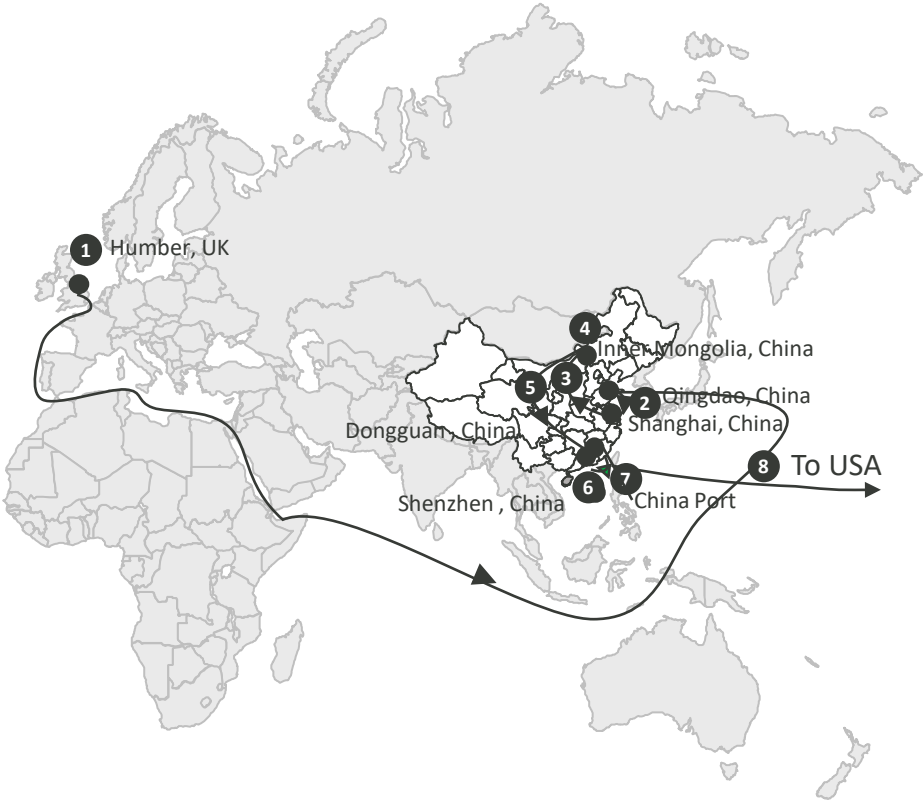 1 Humber, UK
4
Inner Mongolia, China
3
5
2 Qingdao, China
Shanghai, China
Dongguan, China
8 To USA
6
7
China Port
Shenzhen , China